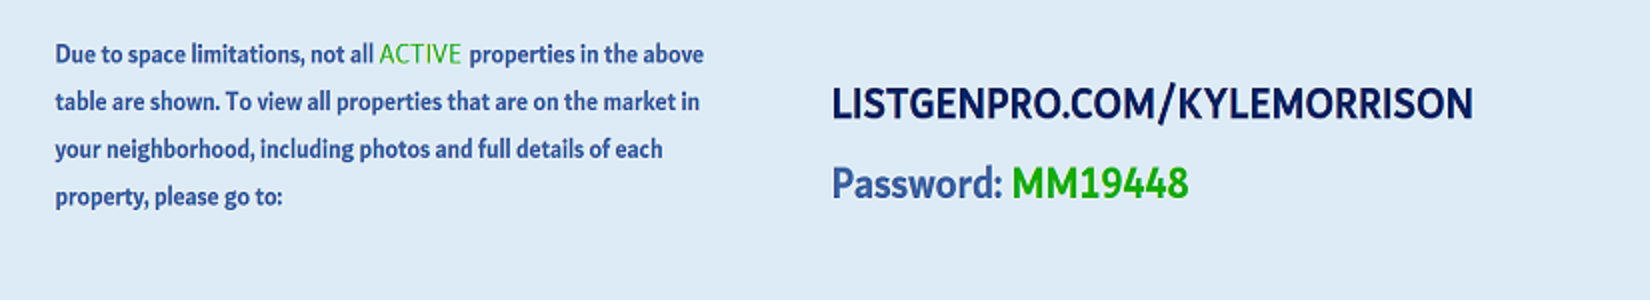 Due to space limitations, not all ACTIVE properties in the above
table are shown. To view all properties that are on the market in
your neighborhood, including photos and full details of each
property, please go to:
LISTGENPRO.COM/KYLEMORRISON
Password: MM19448